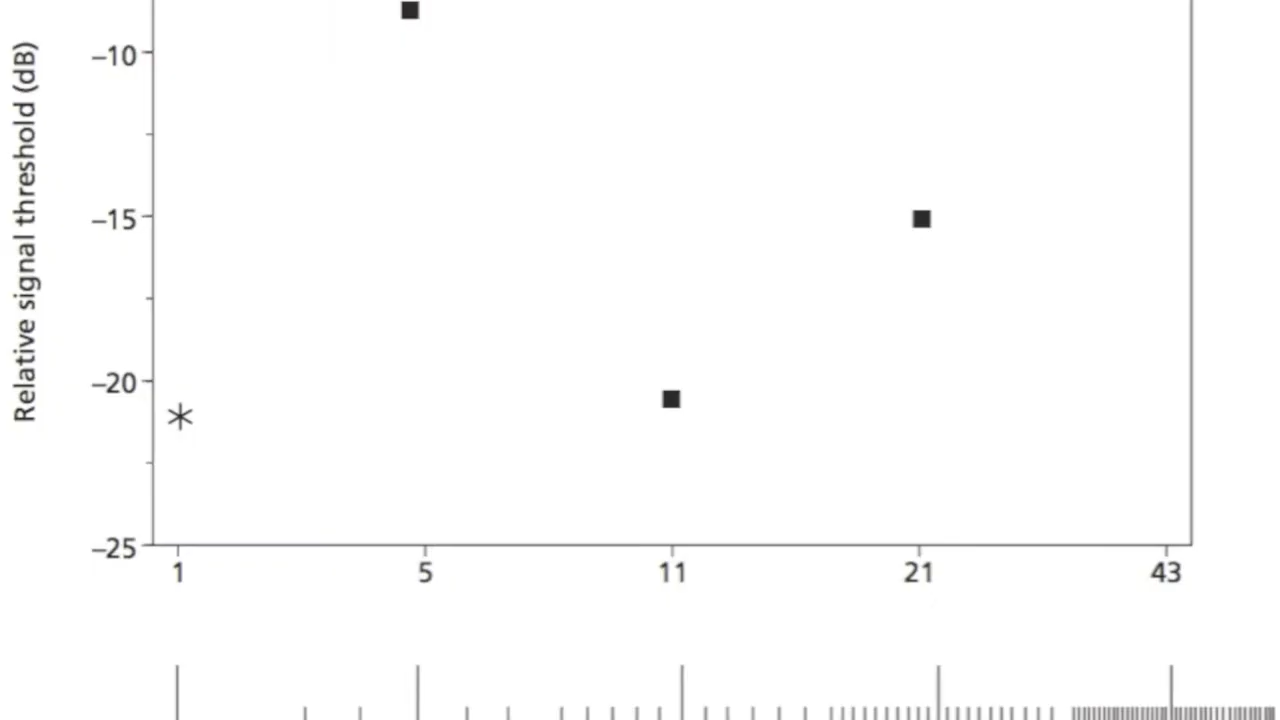 Relative signal threshold (dB)
–10
–15
–20
–25
1 5 11 21 43